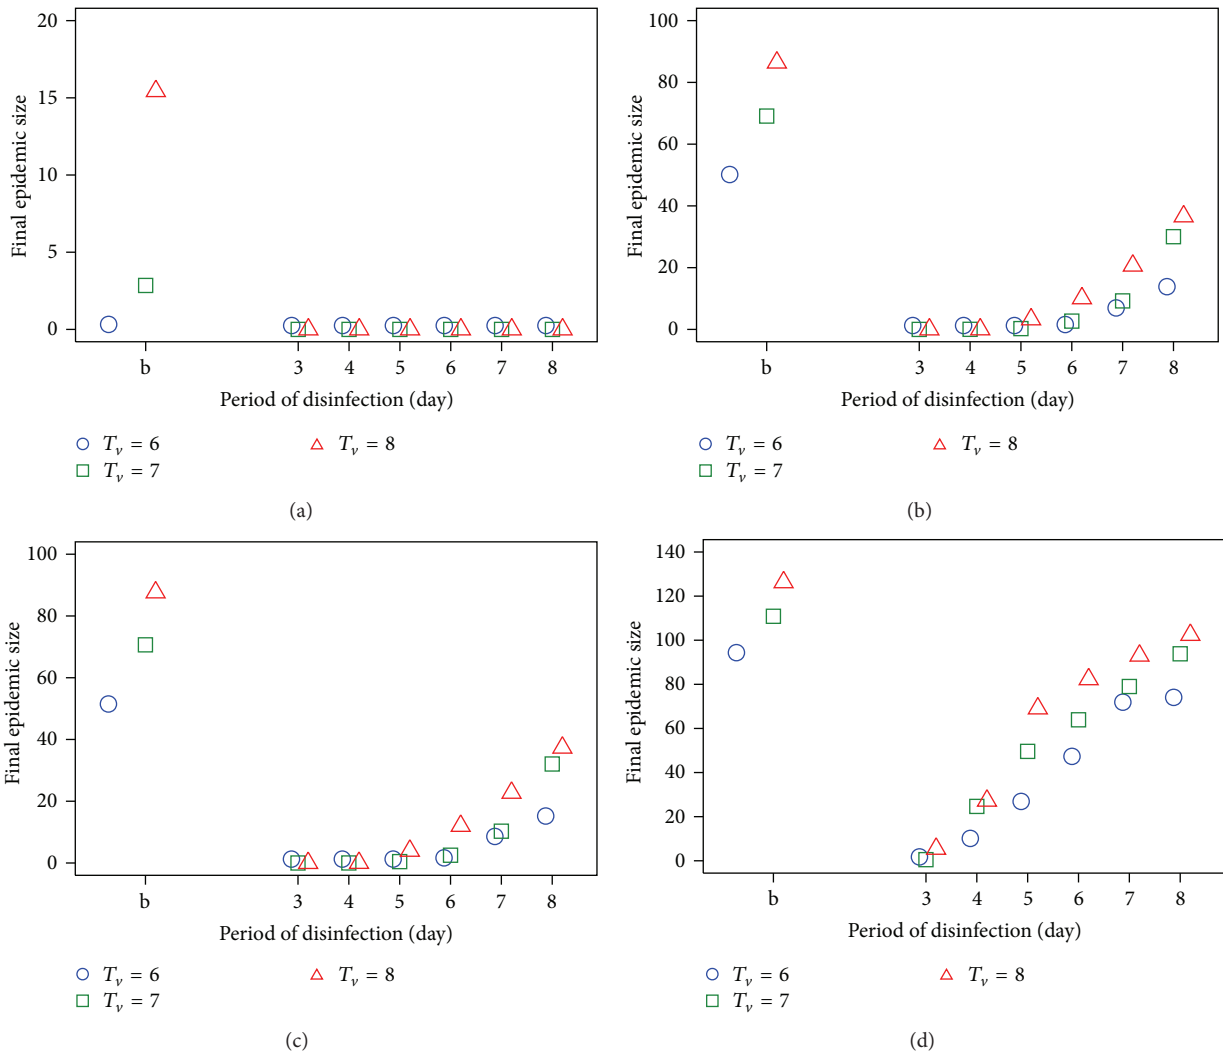 20
15
10
5
0
Final epidemic size
b 3 4 5 6 7 8
Period of disinfection (day)
T_v = 6
T_v = 8
T_v = 7
(a)
100
80
60
40
20
0
Final epidemic size
b 3 4 5 6 7 8
Period of disinfection (day)
T_v = 6
T_v = 8
T_v = 7
(b)
100
80
60
40
20
0
Final epidemic size
b 3 4 5 6 7 8
Period of disinfection (day)
T_v = 6
T_v = 8
T_v = 7
(c)
140
120
100
80
60
40
20
0
Final epidemic size
b 3 4 5 6 7 8
Period of disinfection (day)
T_v = 6
T_v = 8
T_v = 7
(d)